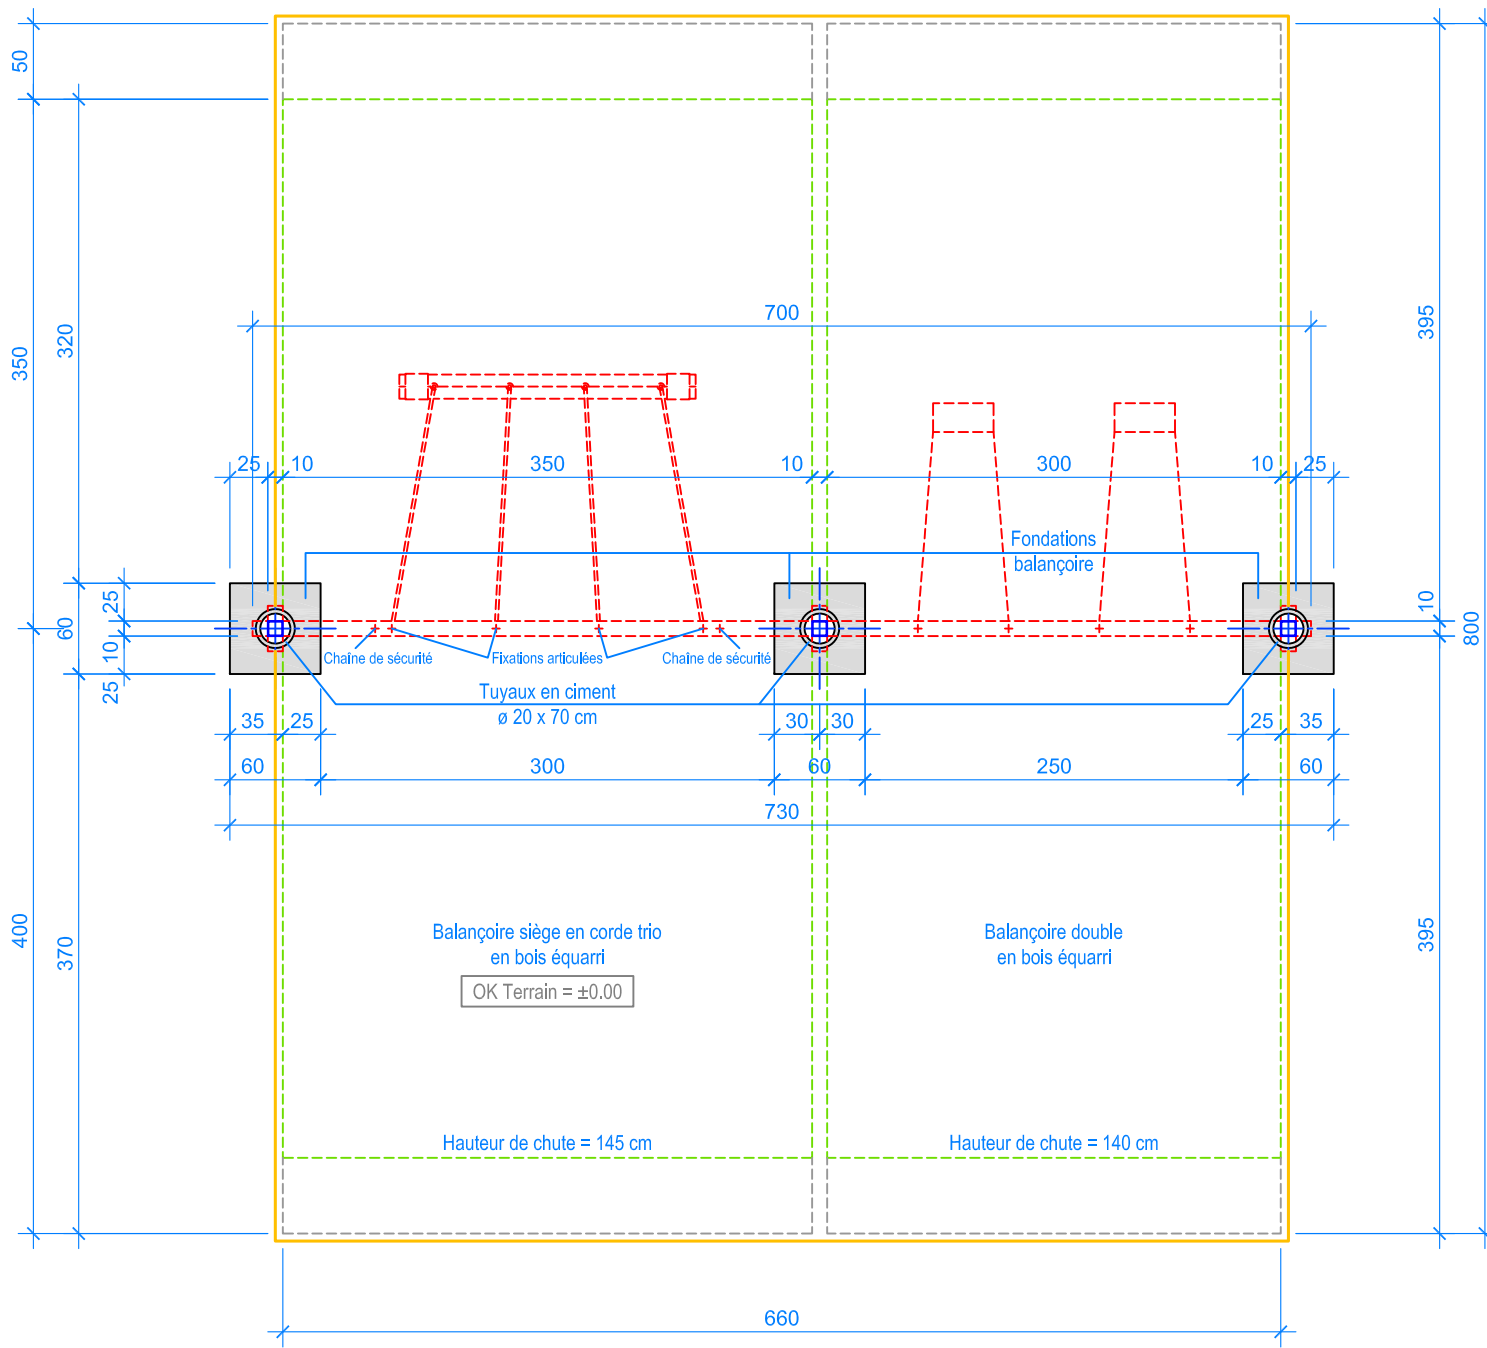 50
320
350
395
700
25
10
350
10
300
10
25
Fondations
balançoire
25
60
10
25
10
800
Chaîne de sécurité
Fixations articulées
Chaîne de sécurité
Tuyaux en ciment
ø 20 x 70 cm
35
25
30
30
25
35
60
300
60
250
60
730
400
370
395
Balançoire siège en corde trio
en bois équarri
OK Terrain = ±0.00
Balançoire double
en bois équarri
Hauteur de chute = 145 cm
Hauteur de chute = 140 cm
660